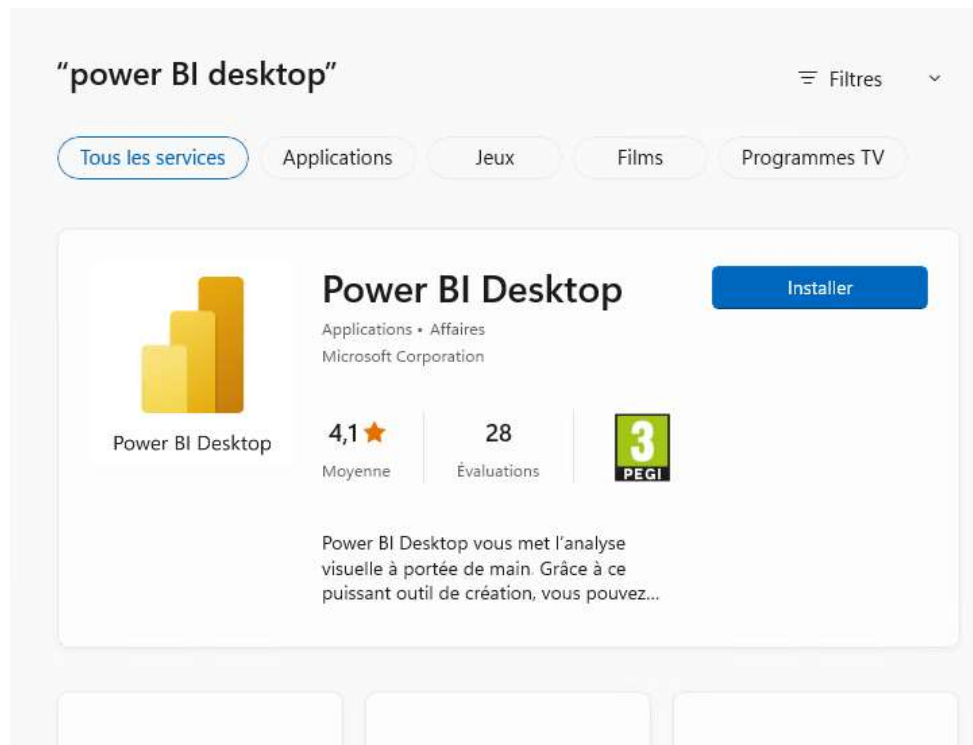 “power BI desktop”
Filtres
Tous les services
Applications
Jeux
Films
Programmes TV
Power BI Desktop
Installer
Applications • Affaires
Microsoft Corporation
Power BI Desktop
4,1
28
3
Moyenne
Évaluations
PEGI
Power BI Desktop vous met l’analyse
visuelle à portée de main. Grâce à ce
puissant outil de création, vous pouvez...